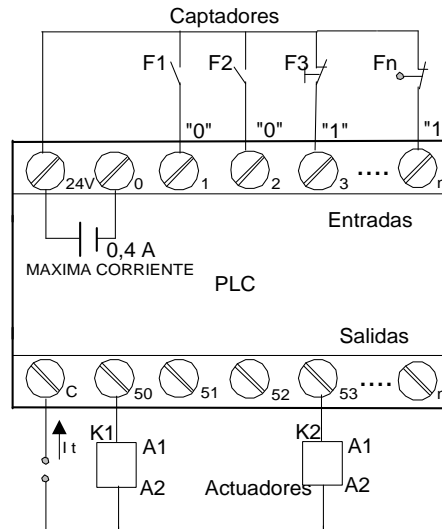 Captadores
F1 F2 F3 Fn
"0" "0" "1" "1
24V 0 1 2 3 .... n
Entradas
0,4 A
MAXIMA CORRIENTE
PLC
Salidas
C 50 51 52 53 .... n
I t
K1 A1 K2 A1
A2 Actuadores A2